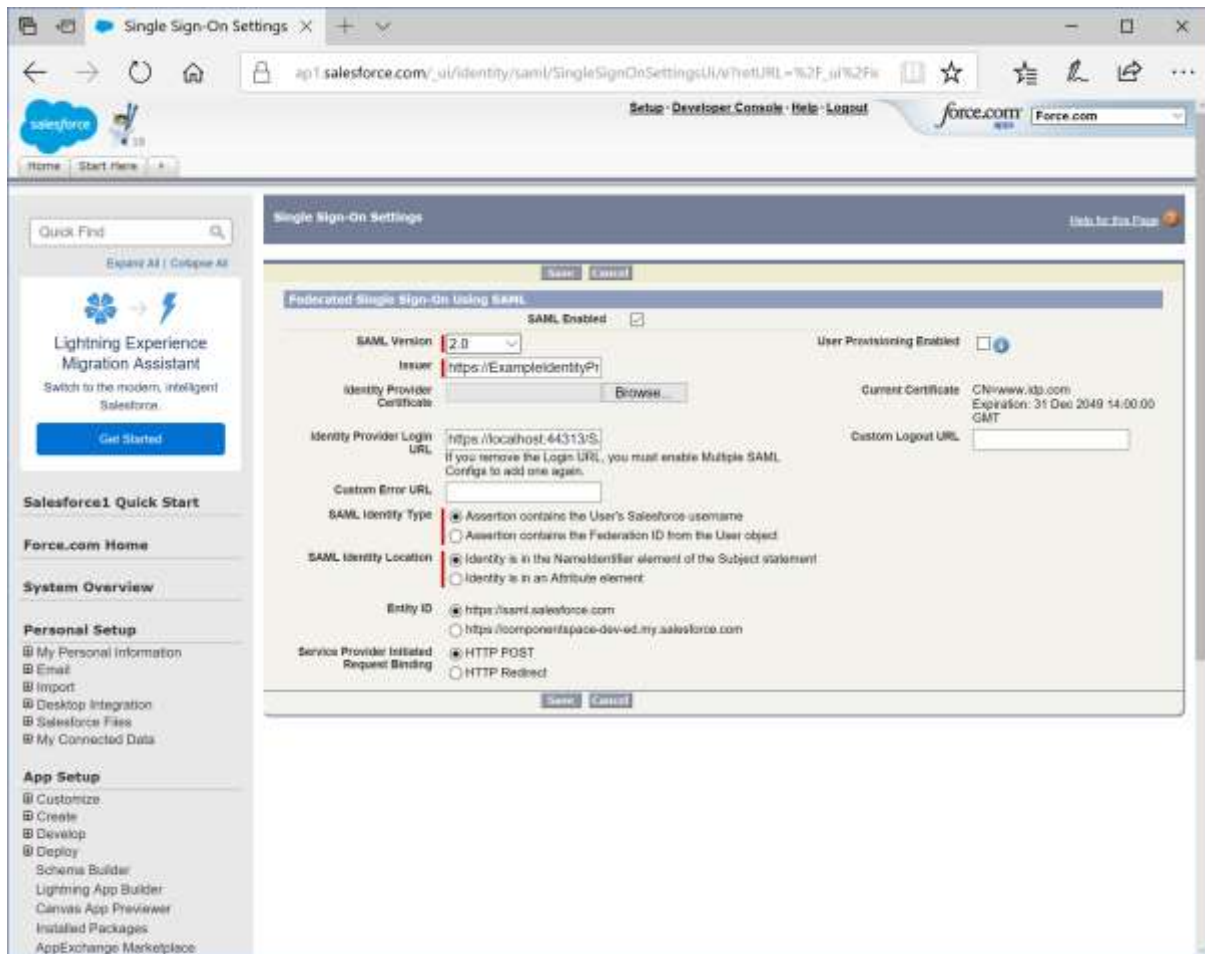 Single Sign-On Settings
ap1.salesforce.com/_ui/identity/saml/SingleSignOnSettingsUi/e?retURL=%2F_ui%2Fi
salesforce
Setup · Developer Console · Help · Logout
force.com
apps
Force.com
Home
Start Here
+
Quick Find
Expand All | Collapse All
Lightning Experience
Migration Assistant
Switch to the modern, intelligent
Salesforce.
Get Started
Salesforce1 Quick Start
Force.com Home
System Overview
Personal Setup
My Personal Information
Email
Import
Desktop Integration
Salesforce Files
My Connected Data
App Setup
Customize
Create
Develop
Deploy
Schema Builder
Lightning App Builder
Canvas App Previewer
Installed Packages
AppExchange Marketplace
Single Sign-On Settings
Help for this Page
Save Cancel
Federated Single Sign-On Using SAML
SAML Enabled
SAML Version 2.0
User Provisioning Enabled
Issuer https://ExampleIdentityPr
Identity Provider
Certificate
Browse...
Current Certificate CN=www.idp.com
Expiration: 31 Dec 2049 14:00:00
GMT
Identity Provider Login
URL
https://localhost:44313/S
If you remove the Login URL, you must enable Multiple SAML
Configs to add one again.
Custom Logout URL
Custom Error URL
SAML Identity Type Assertion contains the User's Salesforce username
Assertion contains the Federation ID from the User object
SAML Identity Location Identity is in the NameIdentifier element of the Subject statement
Identity is in an Attribute element
Entity ID https://saml.salesforce.com
https://componentspace-dev-ed.my.salesforce.com
Service Provider Initiated
Request Binding
HTTP POST
HTTP Redirect
Save Cancel